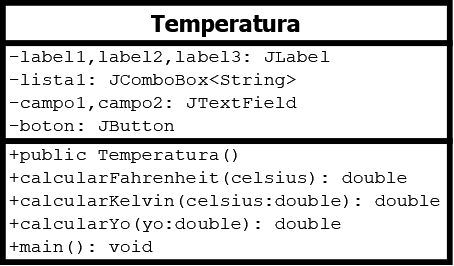 Temperatura
-label1,label2,label3: JLabel
-lista1: JComboBox<String>
-campo1,campo2: JTextField
-boton: JButton
+public Temperatura()
+calcularFahrenheit(celsius): double
+calcularKelvin(celsius:double): double
+calcularYo(yo:double): double
+main(): void